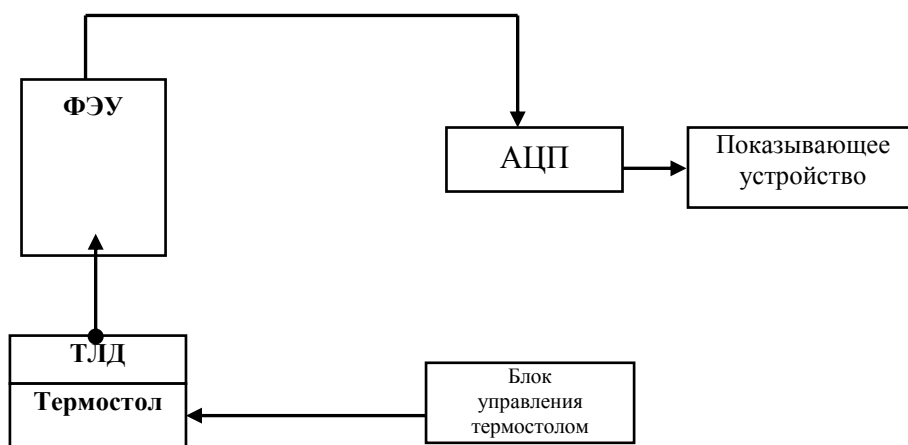 ФЭУ
АЦП
Показывающее
устройство
ТЛД
Термостол
Блок
управления
термостолом